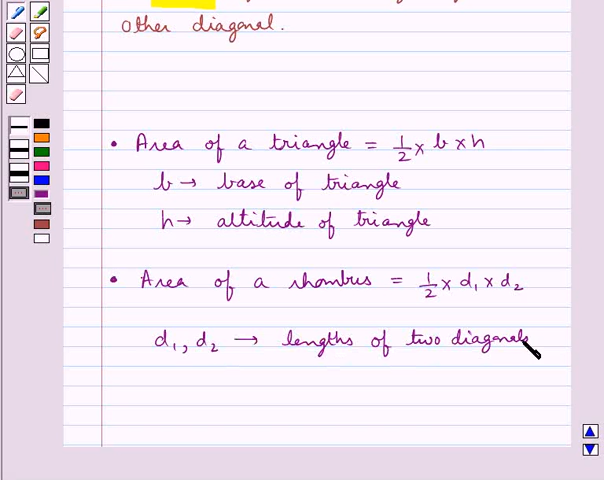 other diagonal.
• Area of a triangle = 1/2 × b × h
b → base of triangle
h → altitude of triangle
• Area of a rhombus = 1/2 × d₁ × d₂
d₁, d₂ → lengths of two diagonals